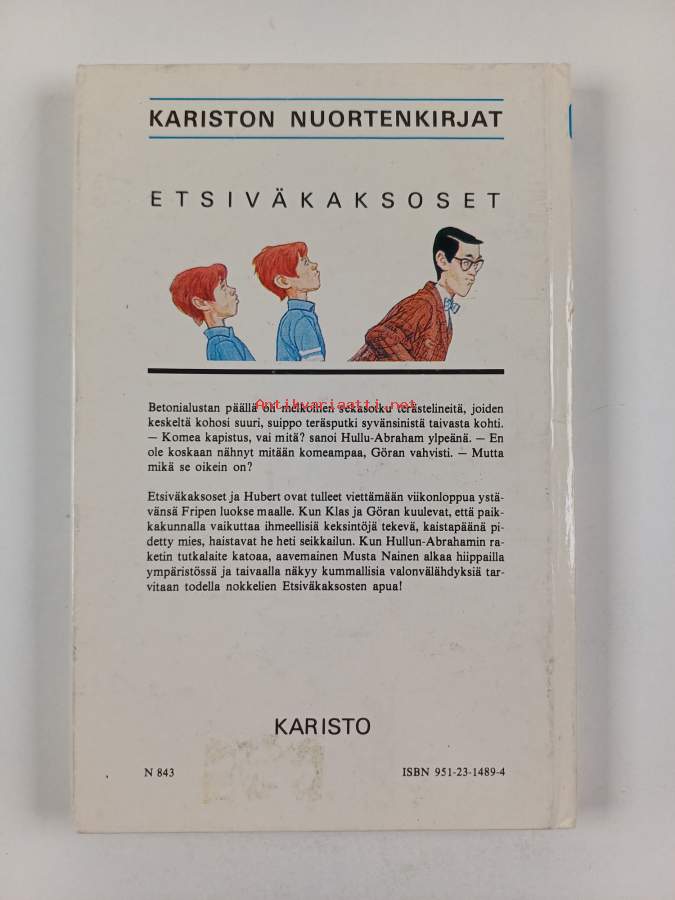 KARISTON NUORTENKIRJAT
ETSIVÄKAKSOSET
Antikvariaatti.net
Betonialustan päällä oli melkoinen sekasotku terästelineitä, joiden
keskeltä kohosi suuri, suippo teräsputki syvänsinistä taivasta kohti.
— Komea kapistus, vai mitä? sanoi Hullu-Abraham ylpeänä. — En
ole koskaan nähnyt mitään komeampaa, Göran vahvisti. — Mutta
mikä se oikein on?
Etsiväkaksoset ja Hubert ovat tulleet viettämään viikonloppua ystä-
vänsä Fripen luokse maalle. Kun Klas ja Göran kuulevat, että paik-
kakunnalla vaikuttaa ihmeellisiä keksintöjä tekevä, kaistapäänä pi-
detty mies, haistavat he heti seikkailun. Kun Hullun-Abrahamin ra-
ketin tutkalaite katoaa, aavemainen Musta Nainen alkaa hiippailla
ympäristössä ja taivaalla näkyy kummallisia valonvälähdyksiä tar-
vitaan todella nokkelien Etsiväkaksosten apua!
KARISTO
N 843
ISBN 951-23-1489-4